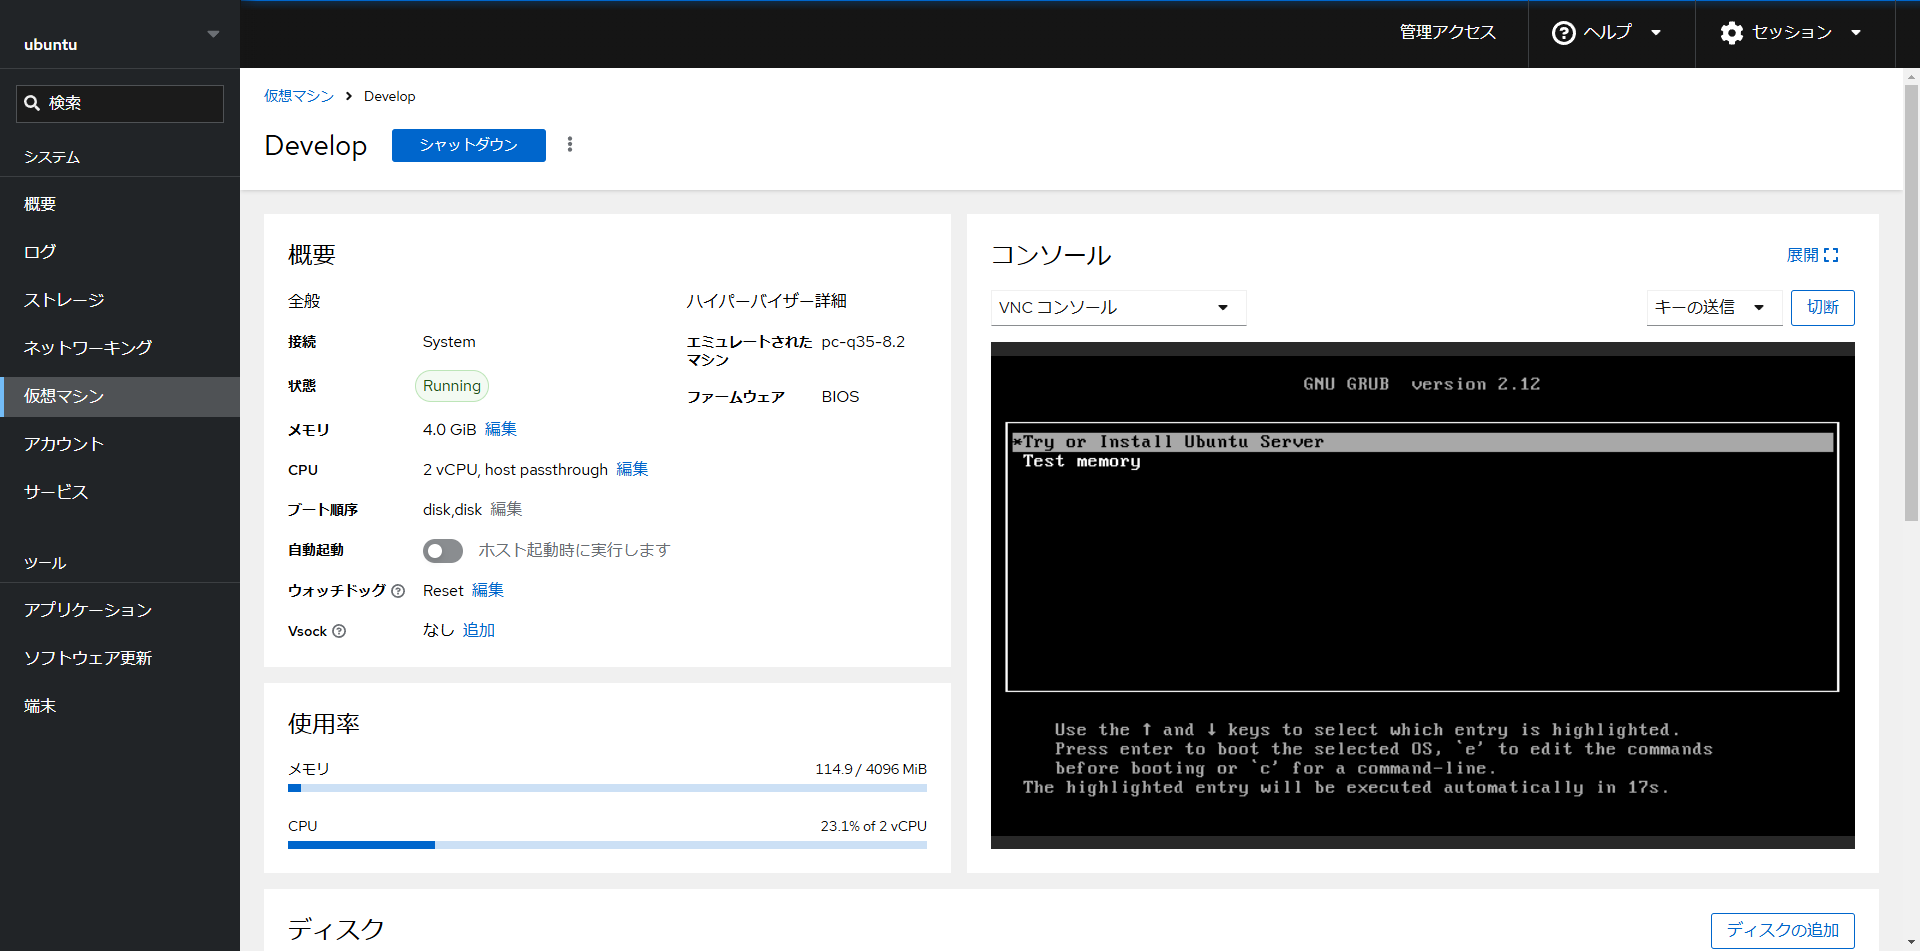 ubuntu
管理アクセス
ヘルプ
セッション
検索
システム
概要
ログ
ストレージ
ネットワーキング
仮想マシン
アカウント
サービス
ツール
アプリケーション
ソフトウェア更新
端末
仮想マシン > Develop
Develop
シャットダウン
概要
全般
接続 System
状態 Running
メモリ 4.0 GiB 編集
CPU 2 vCPU, host passthrough 編集
ブート順序 disk,disk 編集
自動起動 ホスト起動時に実行します
ウォッチドッグ Reset 編集
Vsock なし 追加
ハイパーバイザー詳細
エミュレートされた pc-q35-8.2
マシン
ファームウェア BIOS
使用率
メモリ 114.9 / 4096 MiB
CPU 23.1% of 2 vCPU
コンソール
展開
VNC コンソール
キーの送信
切断
GNU GRUB version 2.12
*Try or Install Ubuntu Server
Test memory
Use the ↑ and ↓ keys to select which entry is highlighted.
Press enter to boot the selected OS, `e' to edit the commands
before booting or `c' for a command-line.
The highlighted entry will be executed automatically in 17s.
ディスク
ディスクの追加